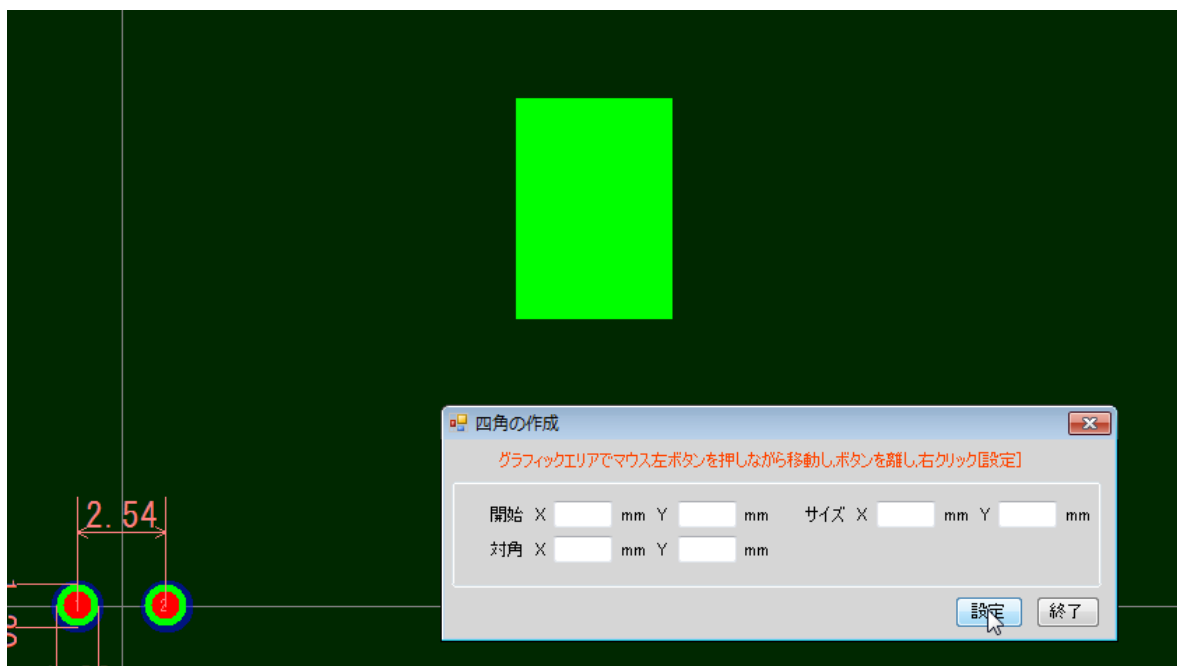 四角の作成
グラフィックエリアでマウス左ボタンを押しながら移動し,ボタンを離し,右クリック[設定]
開始 X mm Y mm サイズ X mm Y mm
対角 X mm Y mm
設定 終了
2.54
1 2